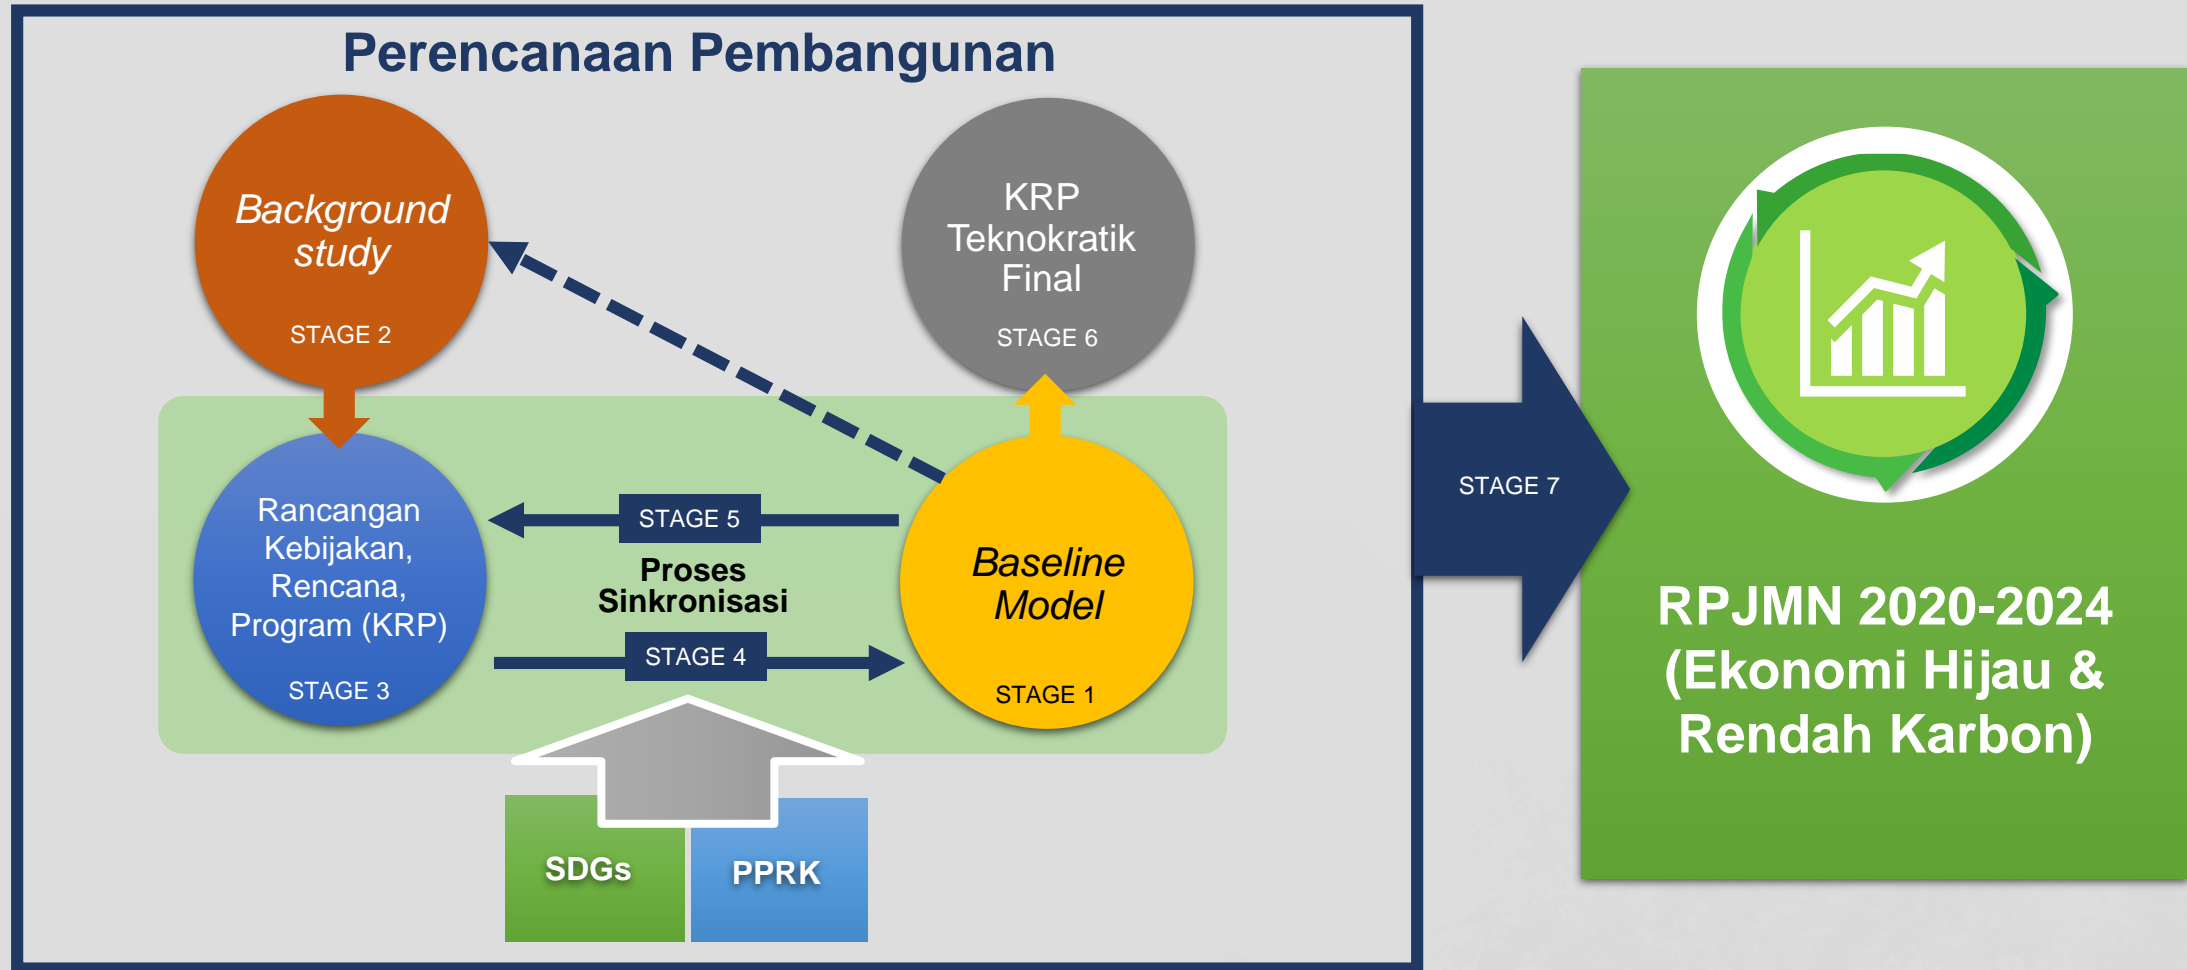 Perencanaan Pembangunan
Background
study
STAGE 2
KRP
Teknokratik
Final
STAGE 6
Rancangan
Kebijakan,
Rencana,
Program (KRP)
STAGE 3
STAGE 5
Proses
Sinkronisasi
STAGE 4
Baseline
Model
STAGE 1
SDGs
PPRK
STAGE 7
RPJMN 2020-2024
(Ekonomi Hijau &
Rendah Karbon)